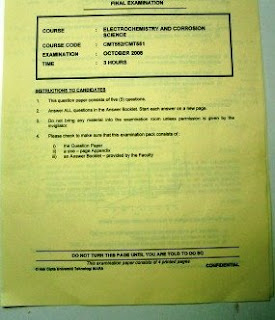 FINAL EXAMINATION
COURSE : ELECTROCHEMISTRY AND CORROSION SCIENCE
COURSE CODE : CMT652/CMT551
EXAMINATION : OCTOBER 2006
TIME : 3 HOURS
INSTRUCTIONS TO CANDIDATES
1. This question paper consists of five (5) questions.
2. Answer ALL questions in the Answer Booklet. Start each answer on a new page.
3. Do not bring any material into the examination room unless permission is given by the
invigilator.
4. Please check to make sure that this examination pack consists of:
i) the Question Paper
ii) a one – page Appendix
iii) an Answer Booklet – provided by the Faculty
DO NOT TURN THIS PAGE UNTIL YOU ARE TOLD TO DO SO
This examination paper consists of 4 printed pages
Universiti Teknologi MARA CONFIDENTIAL